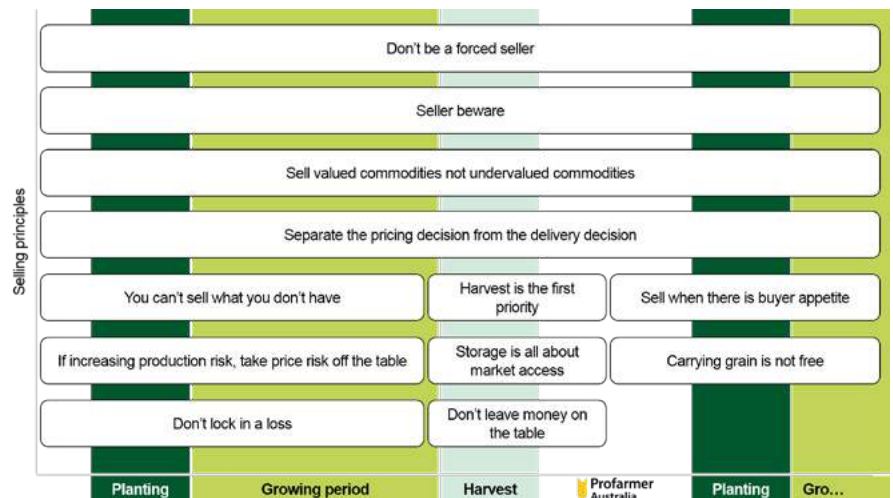 Don't be a forced seller
Seller beware
Sell valued commodities not undervalued commodities
Separate the pricing decision from the delivery decision
Selling principles
You can't sell what you don't have
Harvest is the first
priority
Sell when there is buyer appetite
If increasing production risk, take price risk off the table
Storage is all about
market access
Carrying grain is not free
Don't lock in a loss
Don't leave money on
the table
Planting
Growing period
Harvest
Profarmer
Australia
Planting
Gro...